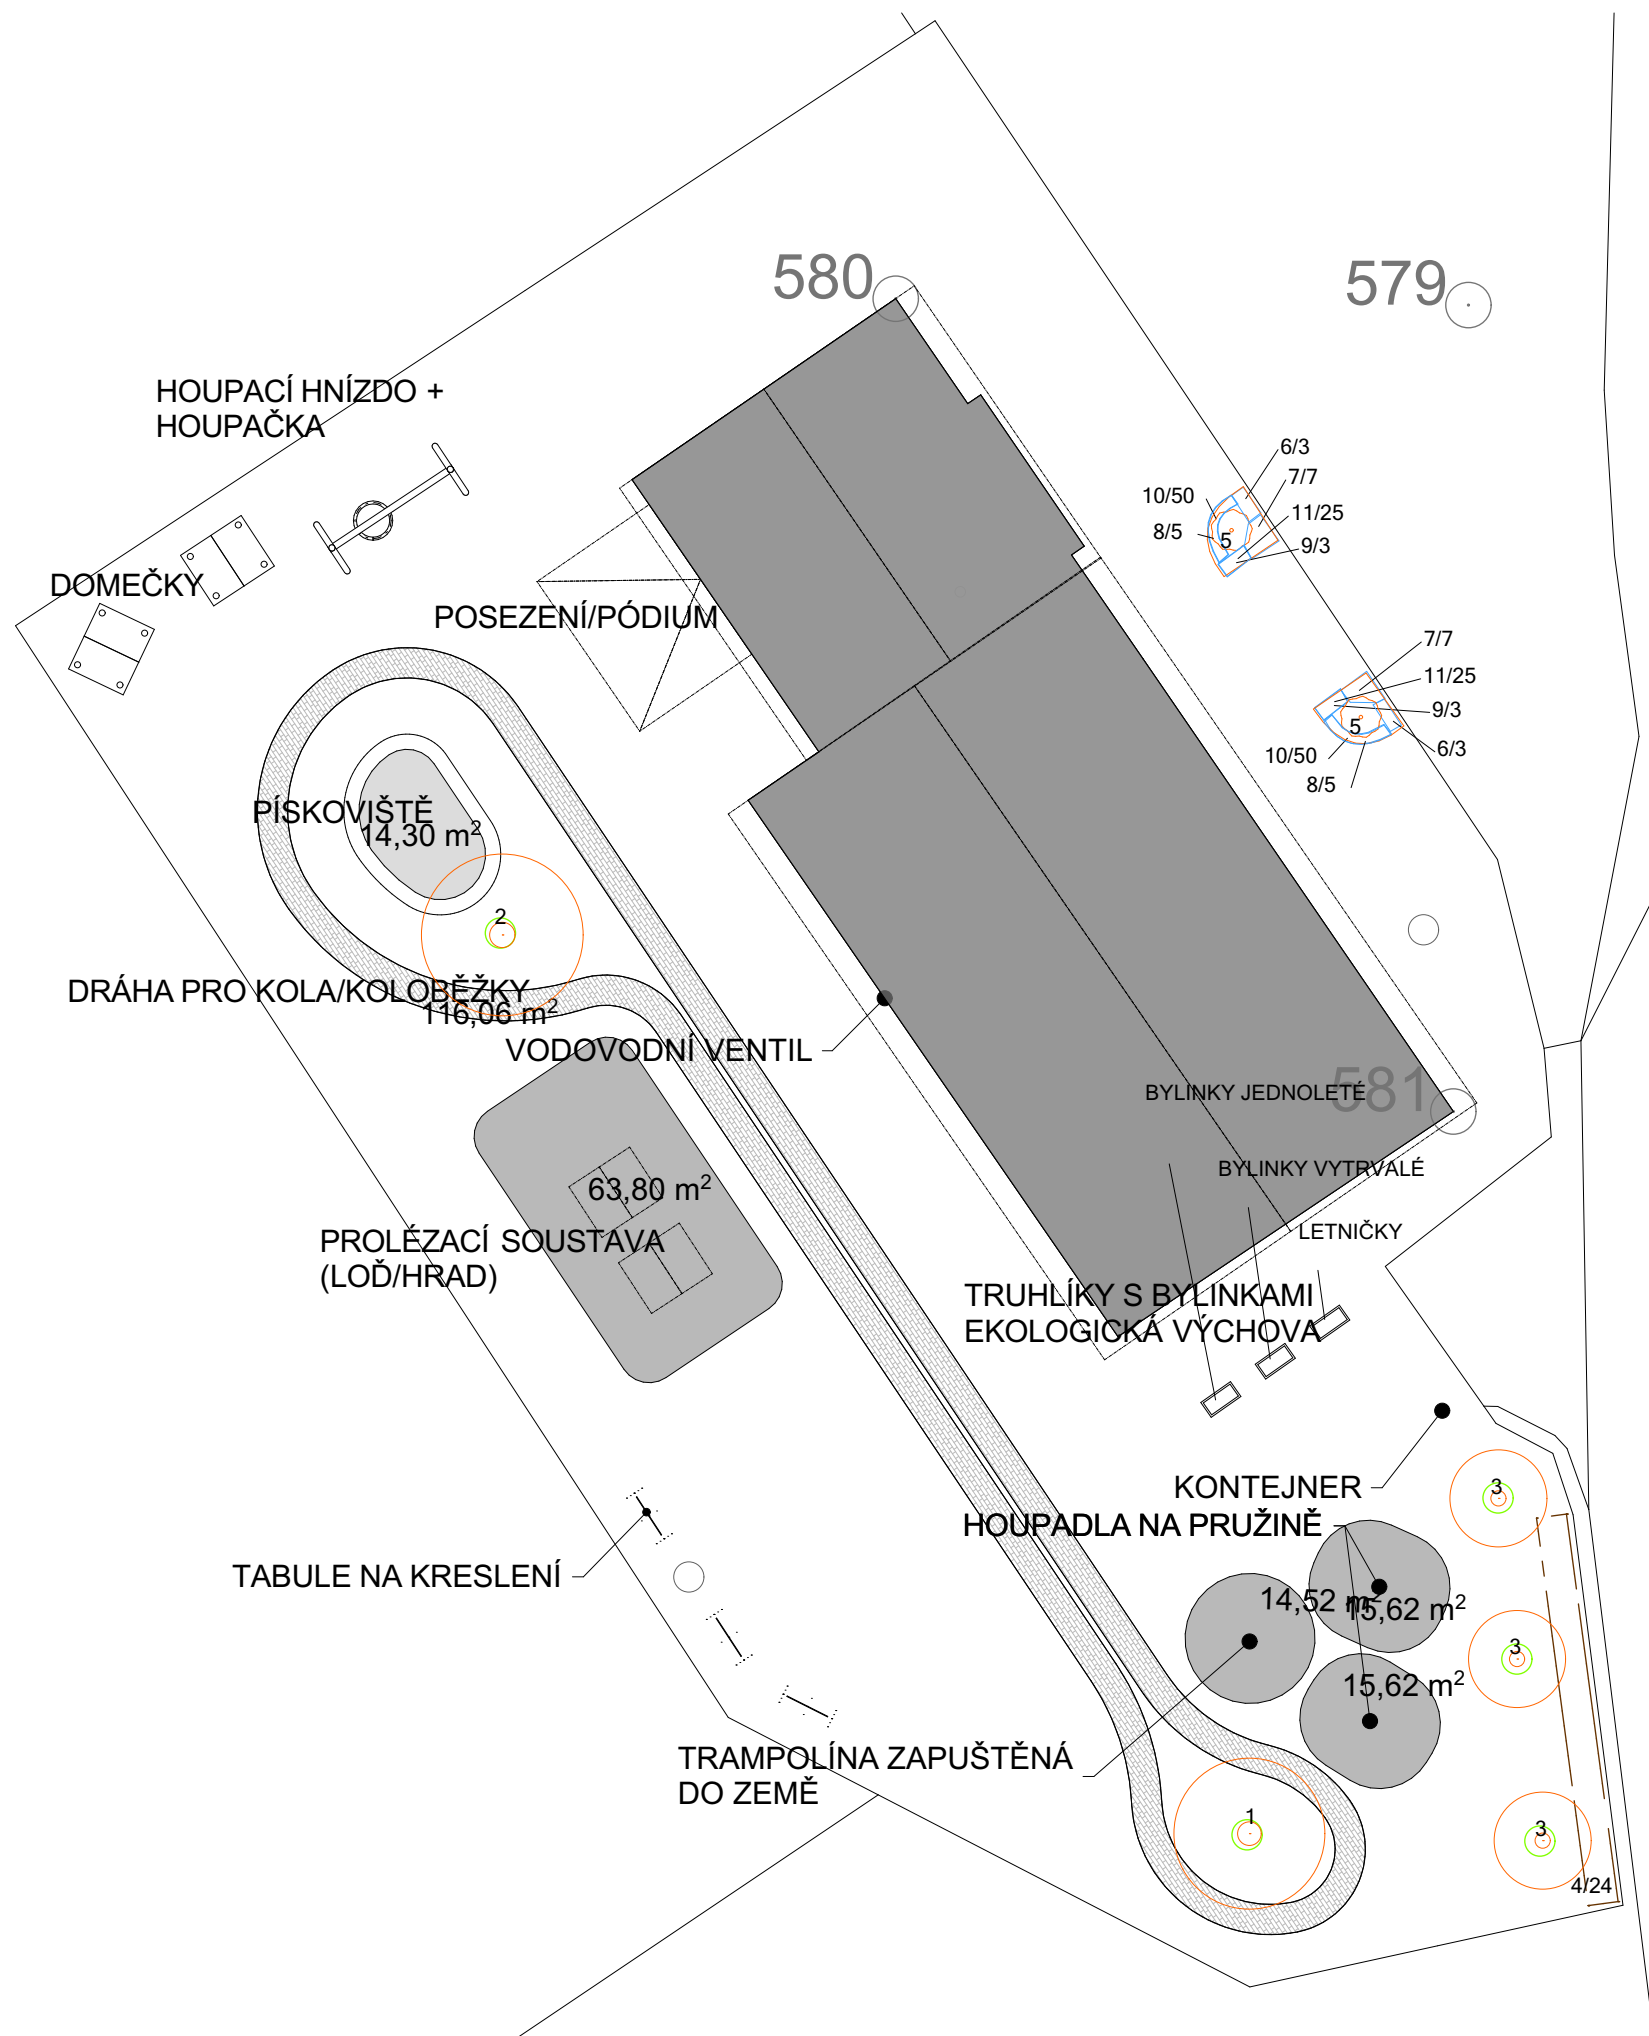 580
579
HOUPACÍ HNÍZDO +
HOUPAČKA
6/3
7/7
10/50
11/25
8/5
5
9/3
DOMEČKY
POSEZENÍ/PÓDIUM
7/7
11/25
9/3
5
6/3
10/50
8/5
PÍSKOVIŠTĚ
14,30 m²
2
DRÁHA PRO KOLA/KOLOBĚŽKY
116,06 m²
VODOVODNÍ VENTIL
581
BYLINKY JEDNOLETÉ
BYLINKY VYTRVALÉ
63,80 m²
LETNIČKY
PROLÉZACÍ SOUSTAVA
(LOĎ/HRAD)
TRUHLÍKY S BYLINKAMI
EKOLOGICKÁ VÝCHOVA
KONTEJNER
3
HOUPADLA NA PRUŽINĚ
TABULE NA KRESLENÍ
14,52 m²
15,62 m²
3
15,62 m²
TRAMPOLÍNA ZAPUŠTĚNÁ
DO ZEMĚ
1
3
4/24